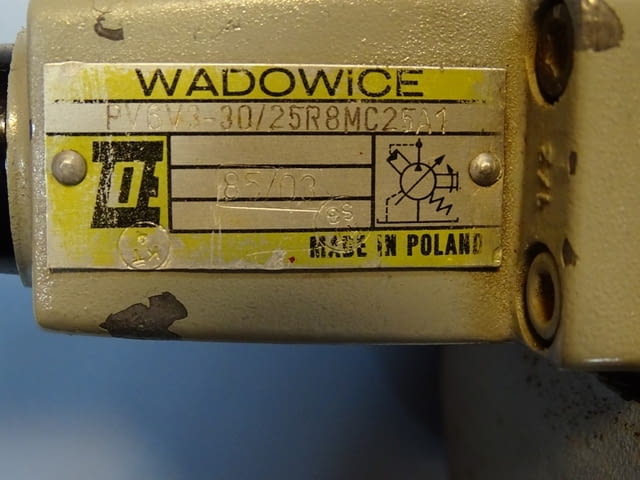 WADOWICE
PV6V3-30/25R8MC25A1
85/03
MADE IN POLAND